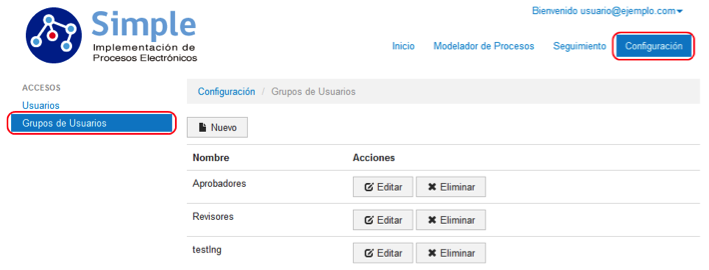 Bienvenido usuario@ejemplo.com
Simple
Implementación de
Procesos Electrónicos
Inicio Modelador de Procesos Seguimiento Configuración
ACCESOS
Usuarios
Grupos de Usuarios
Configuración / Grupos de Usuarios
Nuevo
Nombre Acciones
Aprobadores Editar Eliminar
Revisores Editar Eliminar
testIng Editar Eliminar